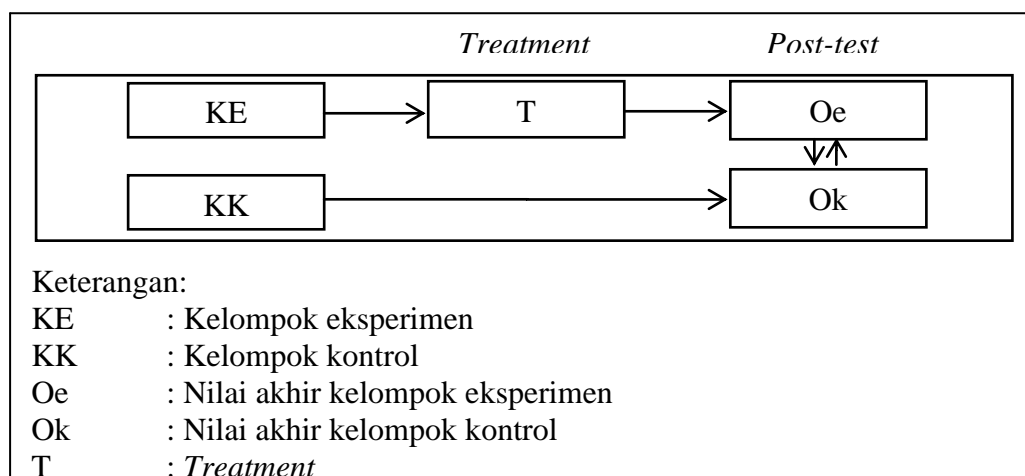 Treatment Post-test
KE T Oe
KK Ok
Keterangan:
KE : Kelompok eksperimen
KK : Kelompok kontrol
Oe : Nilai akhir kelompok eksperimen
Ok : Nilai akhir kelompok kontrol
T : Treatment